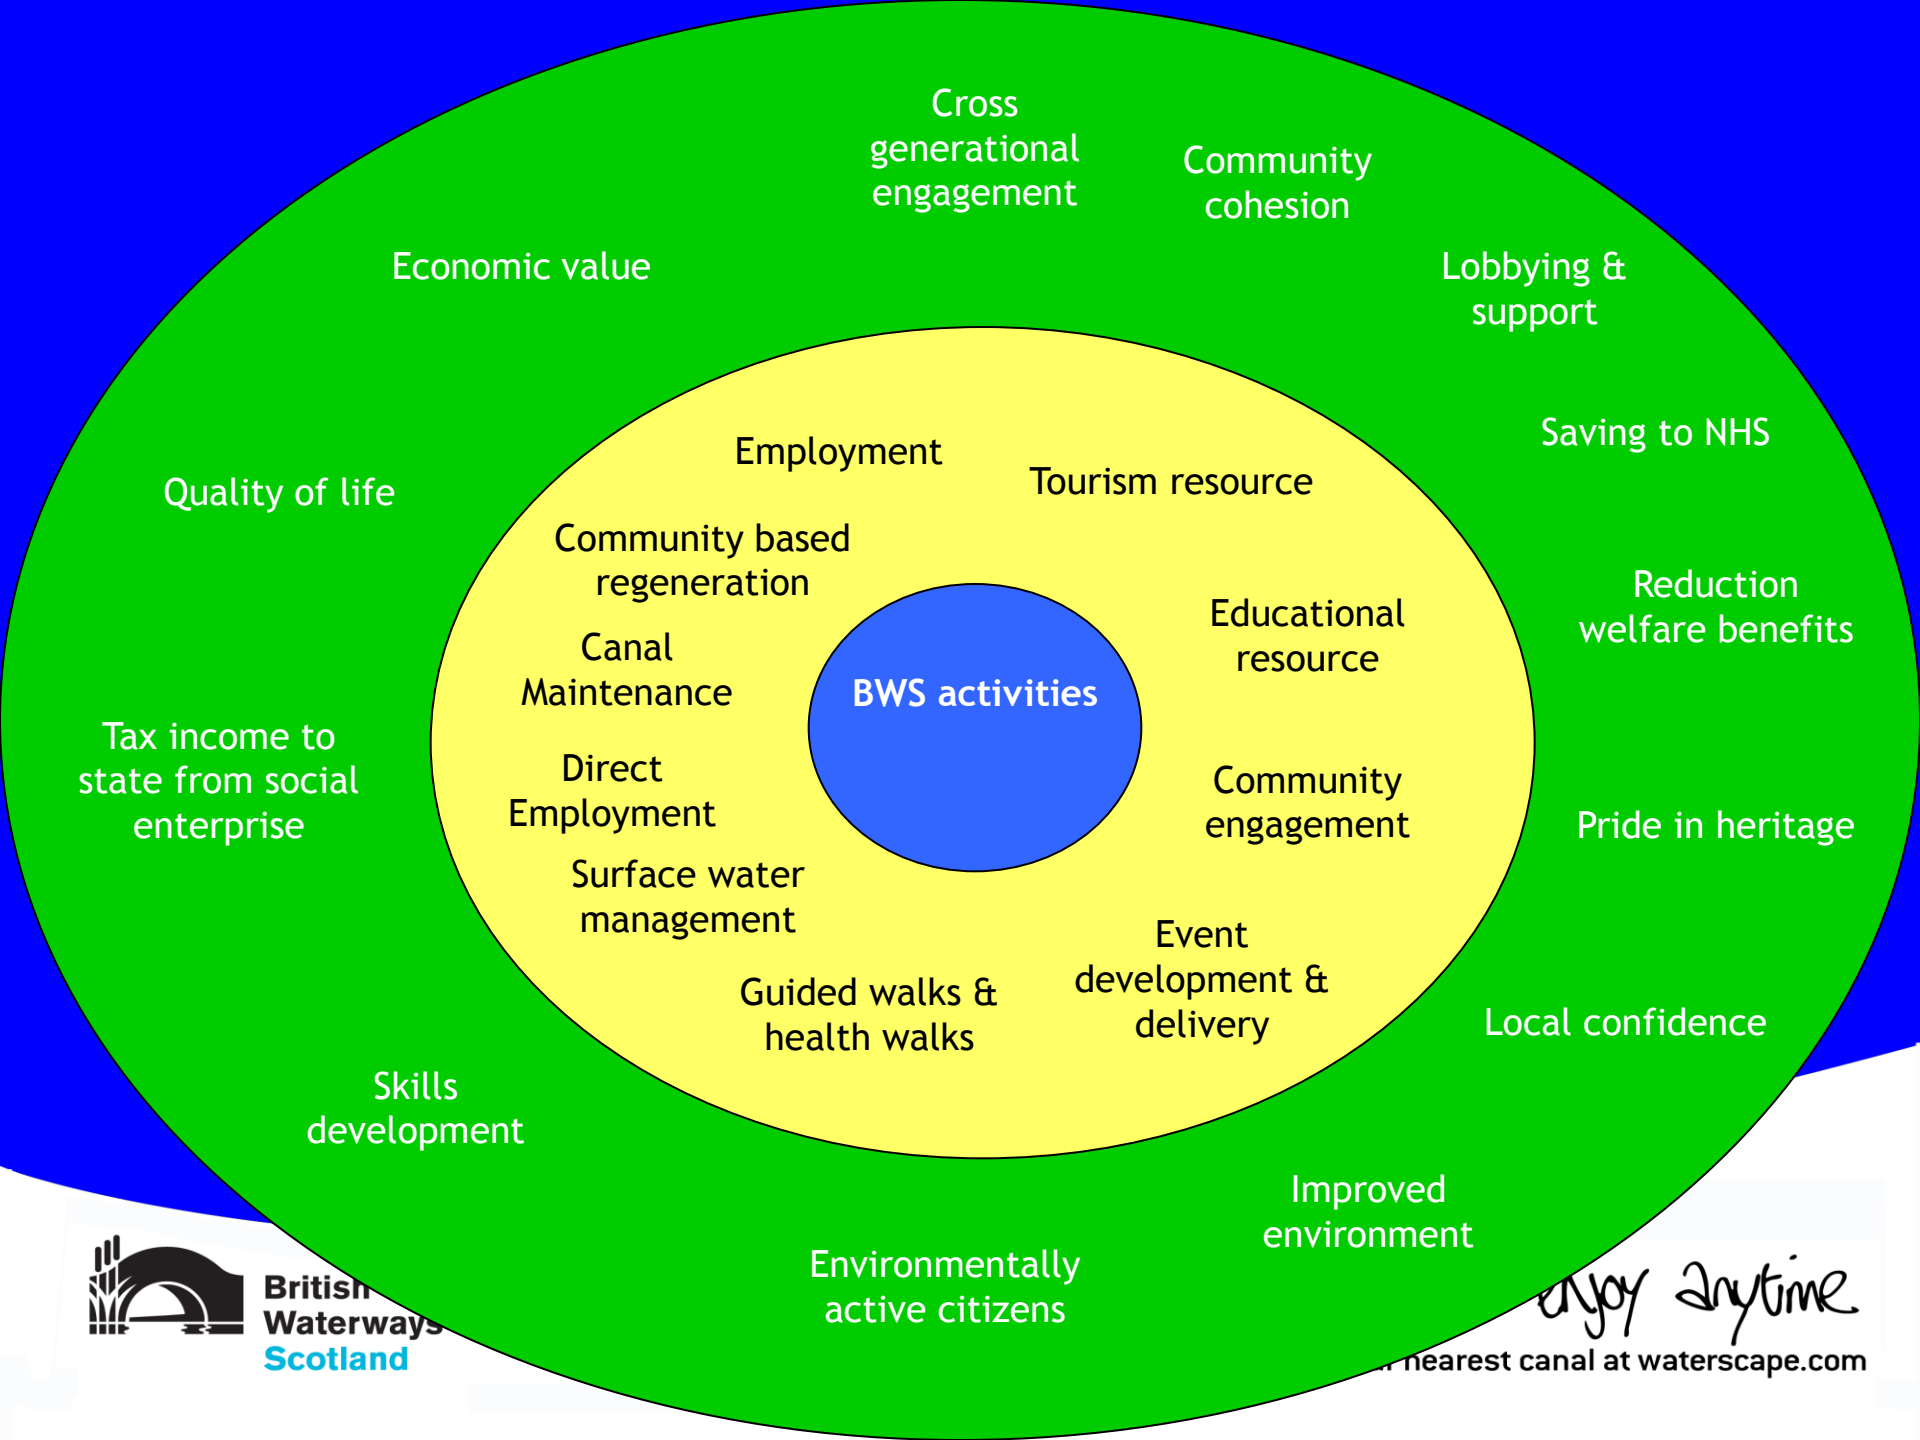 Cross
generational
engagement
Community
cohesion
Economic value
Lobbying &
support
Saving to NHS
Quality of life
Employment
Tourism resource
Community based
regeneration
Reduction
welfare benefits
Educational
resource
Canal
Maintenance
BWS activities
Tax income to
state from social
enterprise
Direct
Employment
Community
engagement
Pride in heritage
Surface water
management
Event
development &
delivery
Guided walks &
health walks
Local confidence
Skills
development
Improved
environment
Environmentally
active citizens
British
Waterways
Scotland
enjoy anytime
nearest canal at waterscape.com